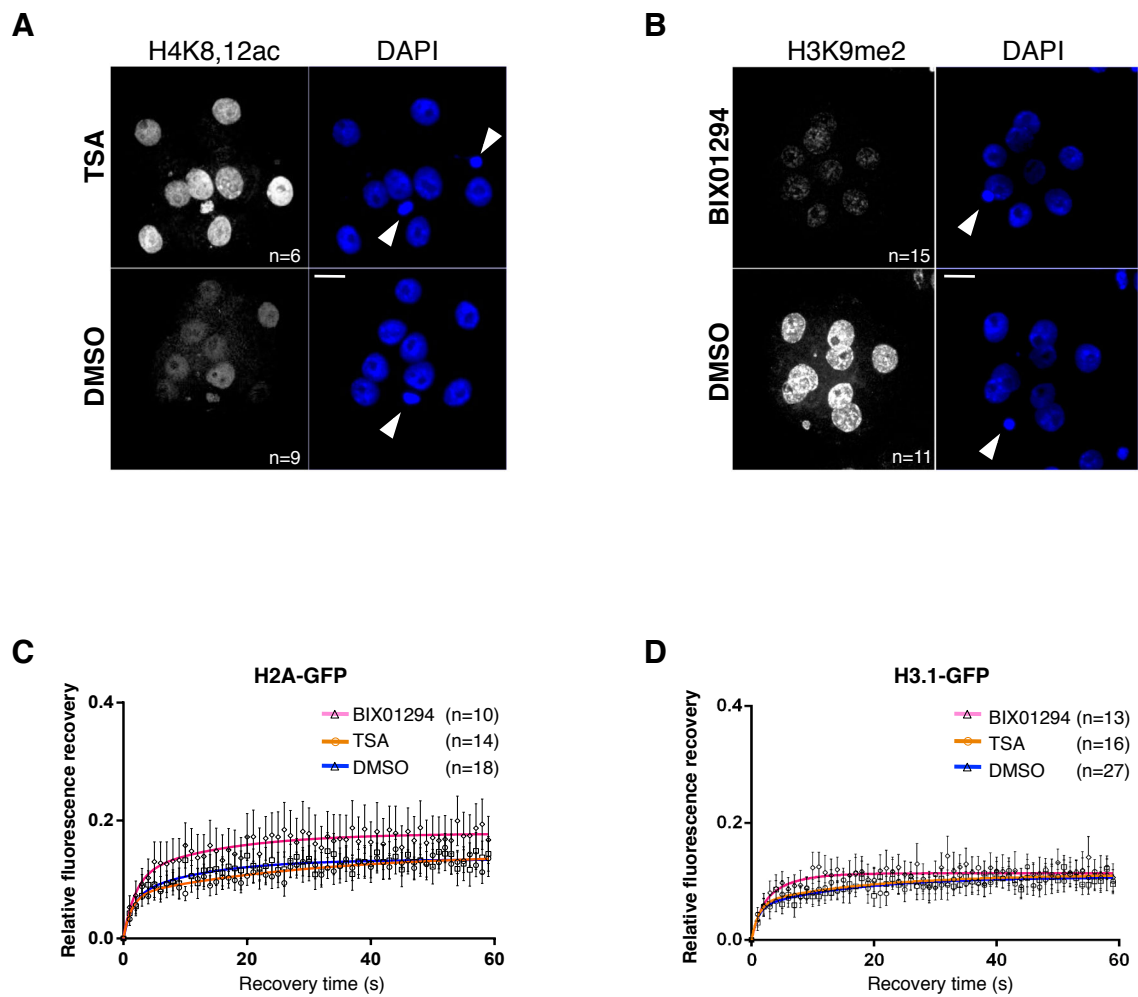 A
H4K8,12ac
DAPI
TSA
n=6
DMSO
n=9
B
H3K9me2
DAPI
BIX01294
n=15
DMSO
n=11
C
H2A-GFP
Relative fluorescence recovery
0.4
0.2
0.0
BIX01294 (n=10)
TSA (n=14)
DMSO (n=18)
0 20 40 60
Recovery time (s)
D
H3.1-GFP
Relative fluorescence recovery
0.4
0.2
0.0
BIX01294 (n=13)
TSA (n=16)
DMSO (n=27)
0 20 40 60
Recovery time (s)